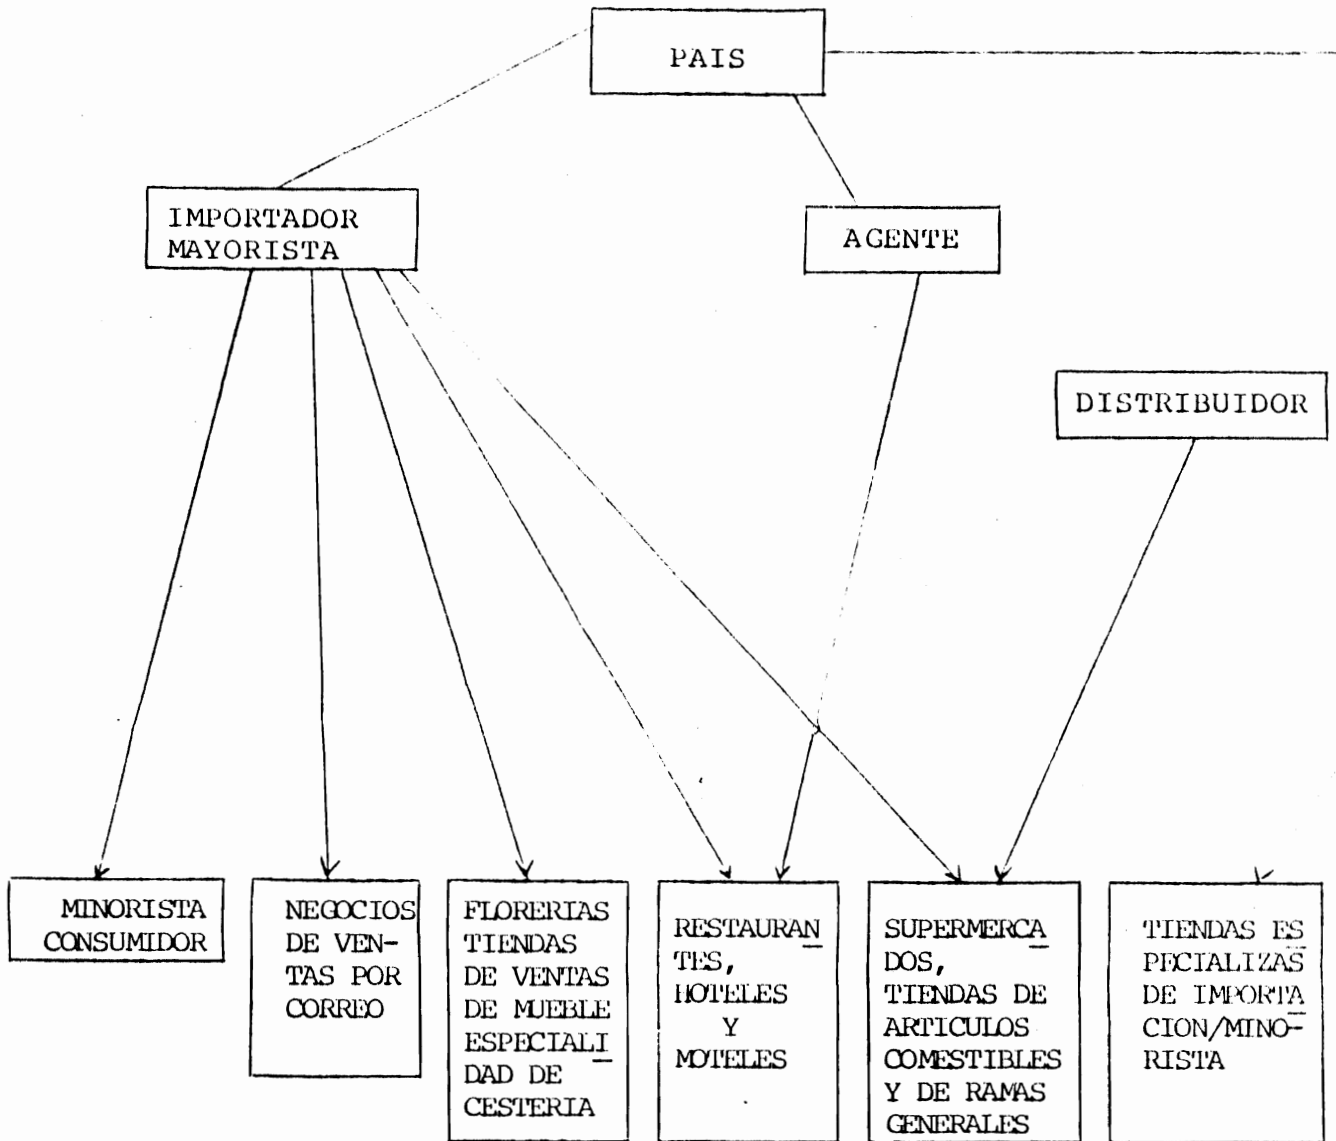 PAIS
IMPORTADOR
MAYORISTA
AGENTE
DISTRIBUIDOR
MINORISTA
CONSUMIDOR
NEGOCIOS
DE VEN-
TAS POR
CORREO
FLORERIAS
TIENDAS
DE VENTAS
DE MUEBLE
ESPECIALI
DAD DE
CESTERIA
RESTAURAN
TES,
HOTELES
Y
MOTELES
SUPERMERCA
DOS,
TIENDAS DE
ARTICULOS
COMESTIBLES
Y DE RAMAS
GENERALES
TIENDAS ES
PECIALIZAS
DE IMPORTA
CION/MINO-
RISTA